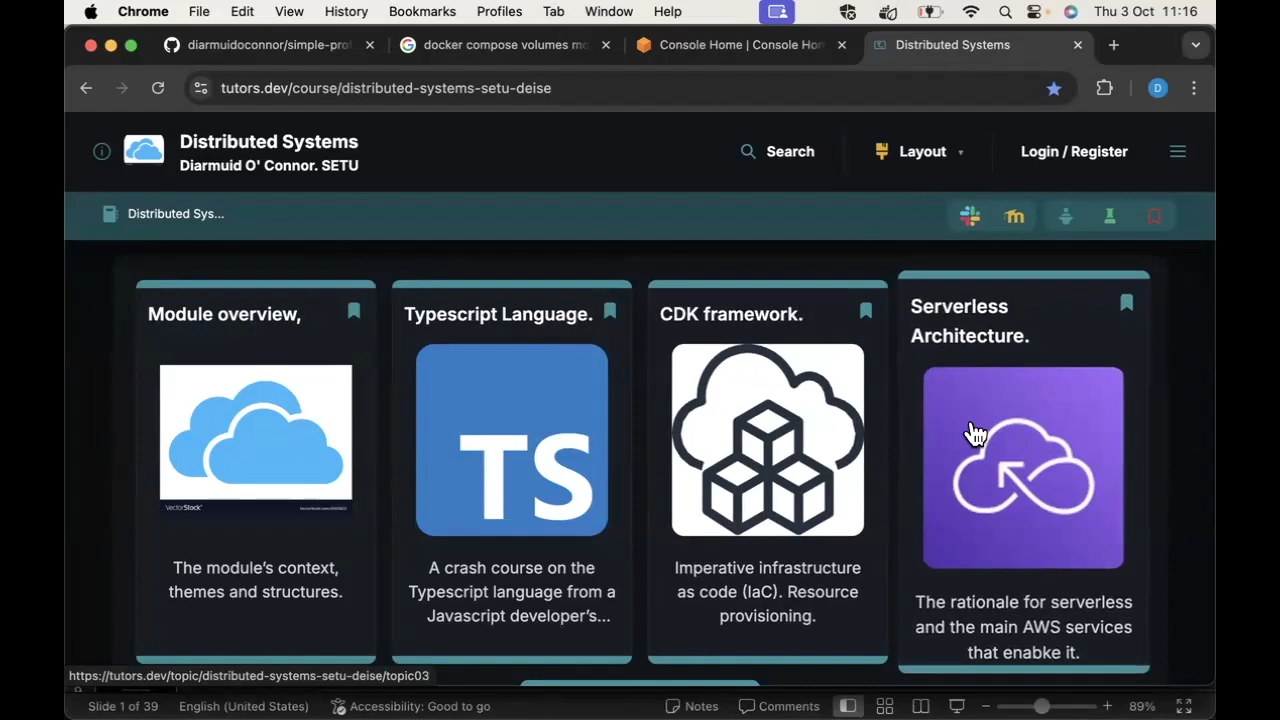 Chrome File Edit View History Bookmarks Profiles Tab Window Help Thu 3 Oct 11:16
diarmuidoconnor/simple-prof docker compose volumes mo Console Home | Console Hom Distributed Systems
tutors.dev/course/distributed-systems-setu-deise D
Distributed Systems
Diarmuid O' Connor. SETU
Search Layout Login / Register
Distributed Sys...
Module overview, Typescript Language. CDK framework. Serverless
Architecture.
TS
VectorStock
The module's context,
themes and structures.
A crash course on the
Typescript language from a
Javascript developer's...
Imperative infrastructure
as code (IaC). Resource
provisioning.
The rationale for serverless
and the main AWS services
that enabke it.
https://tutors.dev/topic/distributed-systems-setu-deise/topic03
Slide 1 of 39 English (United States) Accessibility: Good to go Notes Comments 89%